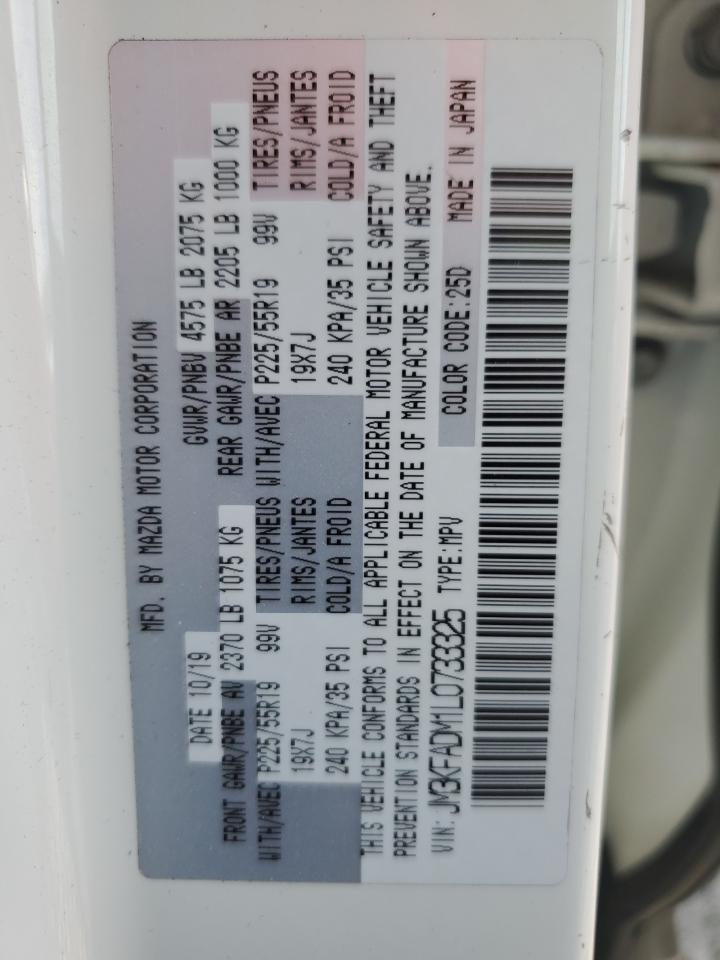 MFD. BY MAZDA MOTOR CORPORATION
DATE 10/19 GVWR/PNBV 4575 LB 2075 KG
FRONT GAWR/PNBE AV 2370 LB 1075 KG REAR GAWR/PNBE AR 2205 LB 1000 KG
WITH/AVEC P225/55R19 99V TIRES/PNEUS WITH/AVEC P225/55R19 99V TIRES/PNEUS
19X7J RIMS/JANTES 19X7J RIMS/JANTES
240 KPA/35 PSI COLD/A FROID 240 KPA/35 PSI COLD/A FROID
THIS VEHICLE CONFORMS TO ALL APPLICABLE FEDERAL MOTOR VEHICLE SAFETY AND THEFT
PREVENTION STANDARDS IN EFFECT ON THE DATE OF MANUFACTURE SHOWN ABOVE.
VIN: JM3KFADM1L0733325 TYPE:MPV COLOR CODE:25D MADE IN JAPAN